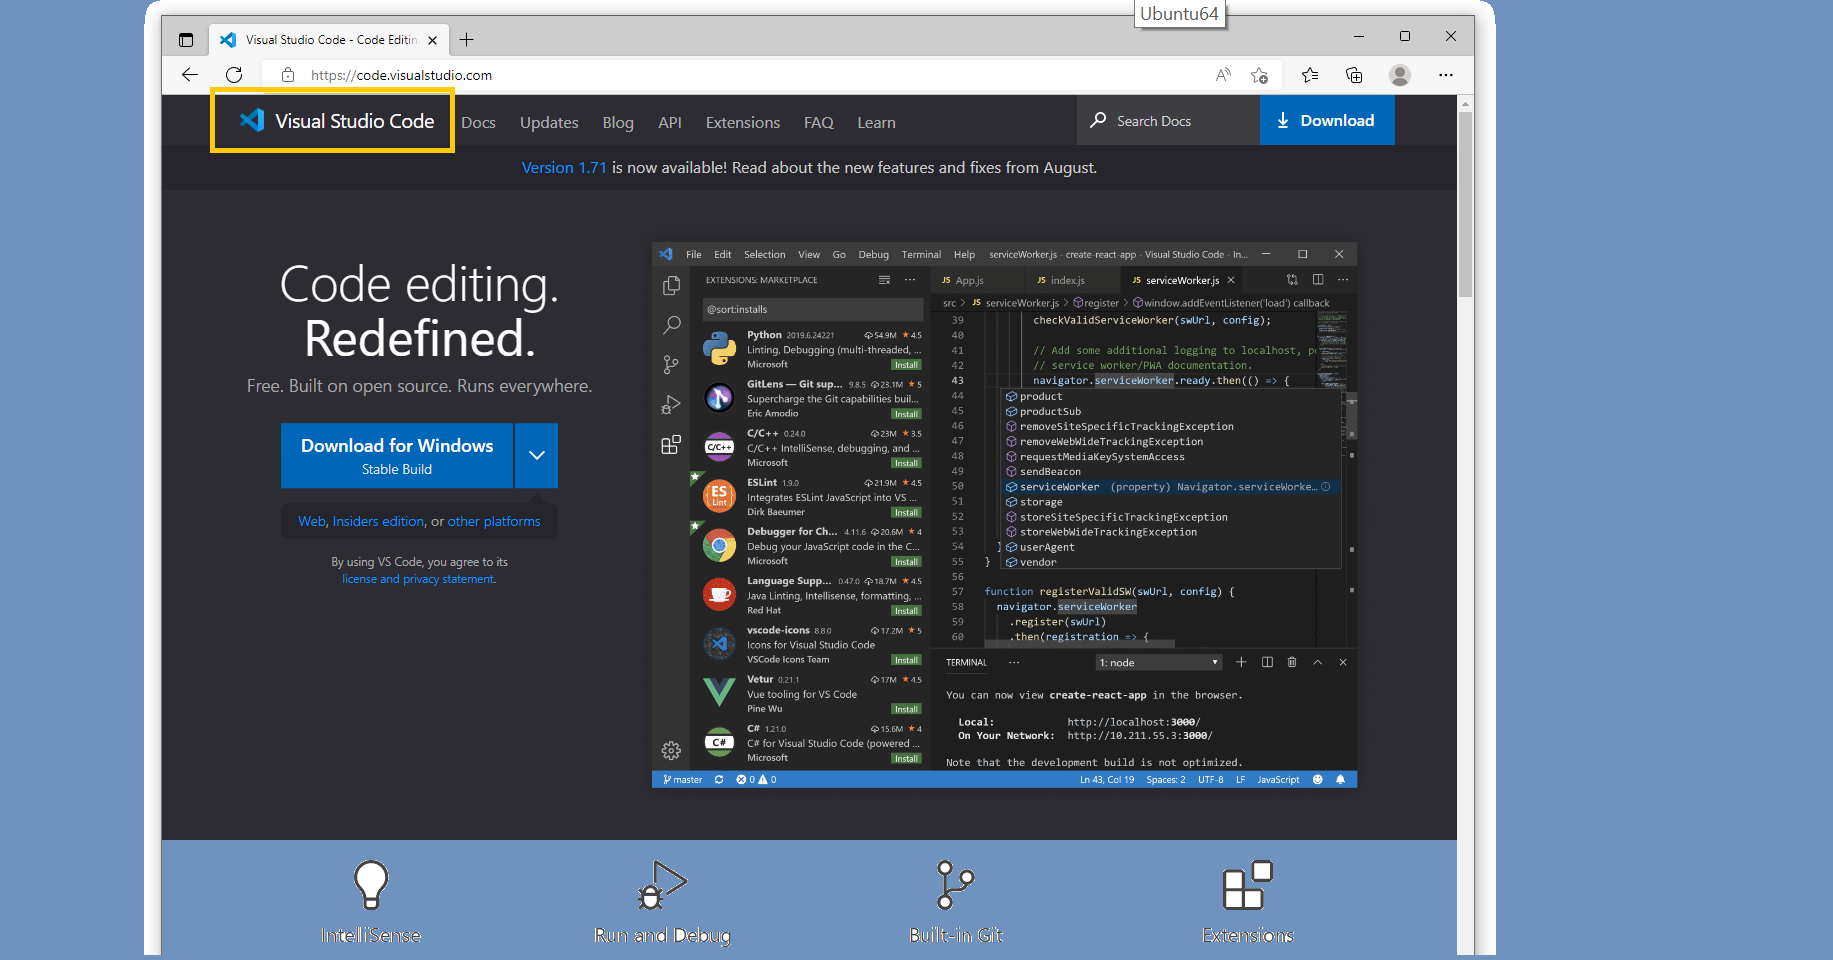 Ubuntu64
Visual Studio Code - Code Editin
https://code.visualstudio.com
Visual Studio Code Docs Updates Blog API Extensions FAQ Learn Search Docs Download
Version 1.71 is now available! Read about the new features and fixes from August.
Code editing.
Redefined.
Free. Built on open source. Runs everywhere.
Download for Windows
Stable Build
Web, Insiders edition, or other platforms
By using VS Code, you agree to its
license and privacy statement.
File Edit Selection View Go Debug Terminal Help serviceWorker.js - create-react-app - Visual Studio Code - In...
EXTENSIONS: MARKETPLACE
@sort:installs
Python 2019.6.24221 54.9M ★ 4.5
Linting, Debugging (multi-threaded, ...
Microsoft Install
GitLens — Git sup... 9.8.5 23.1M ★ 5
Supercharge the Git capabilities buil...
Eric Amodio Install
C/C++ 0.24.0 23M ★ 3.5
C/C++ IntelliSense, debugging, and ...
Microsoft Install
ESLint 1.9.0 21.9M ★ 4.5
Integrates ESLint JavaScript into VS ...
Dirk Baeumer Install
Debugger for Ch... 4.11.6 20.6M ★ 4
Debug your JavaScript code in the C...
Microsoft Install
Language Supp... 0.47.0 18.7M ★ 4.5
Java Linting, Intellisense, formatting, ...
Red Hat Install
vscode-icons 8.8.0 17.2M ★ 5
Icons for Visual Studio Code
VSCode Icons Team Install
Vetur 0.21.1 17M ★ 4.5
Vue tooling for VS Code
Pine Wu Install
C# 1.21.0 15.6M ★ 4
C# for Visual Studio Code (powered ...
Microsoft Install
JS App.js JS index.js JS serviceWorker.js
src > JS serviceWorker.js > register > window.addEventListener('load') callback
39 checkValidServiceWorker(swUrl, config);
40
41 // Add some additional logging to localhost, p
42 // service worker/PWA documentation.
43 navigator.serviceWorker.ready.then(() => {
44 product
45 productSub
46 removeSiteSpecificTrackingException
47 removeWebWideTrackingException
48 requestMediaKeySystemAccess
49 sendBeacon
50 serviceWorker (property) Navigator.serviceWorke...
51 storage
52 storeSiteSpecificTrackingException
53 storeWebWideTrackingException
54 } userAgent
55 } vendor
56
57 function registerValidSW(swUrl, config) {
58 navigator.serviceWorker
59 .register(swUrl)
60 .then(registration => {
TERMINAL ... 1: node
You can now view create-react-app in the browser.
Local: http://localhost:3000/
On Your Network: http://10.211.55.3:3000/
Note that the development build is not optimized.
master 0 0 Ln 43, Col 19 Spaces: 2 UTF-8 LF JavaScript
IntelliSense Run and Debug Built-in Git Extensions